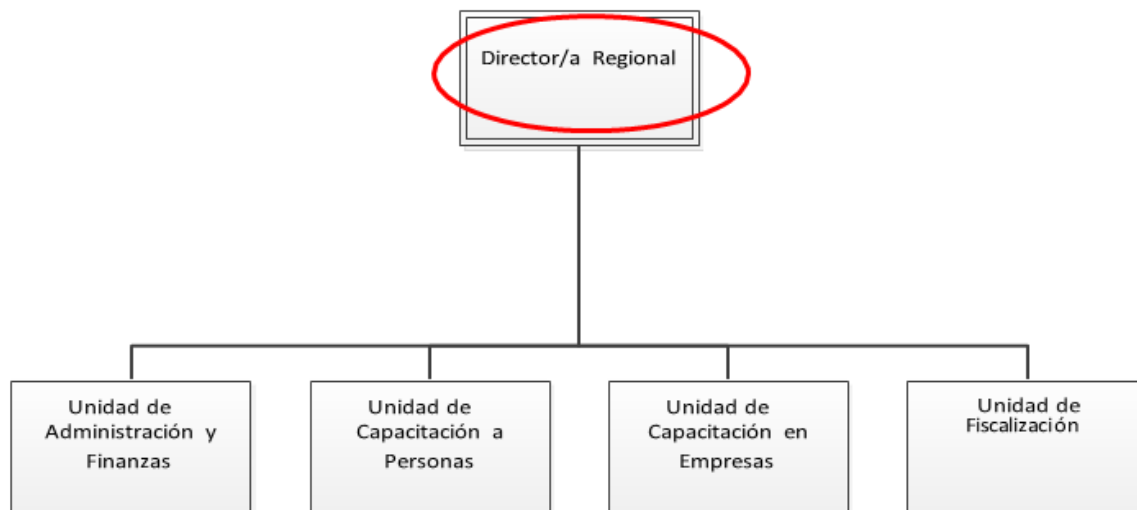 Director/a Regional
Unidad de
Administración y
Finanzas
Unidad de
Capacitación a
Personas
Unidad de
Capacitación en
Empresas
Unidad de
Fiscalización